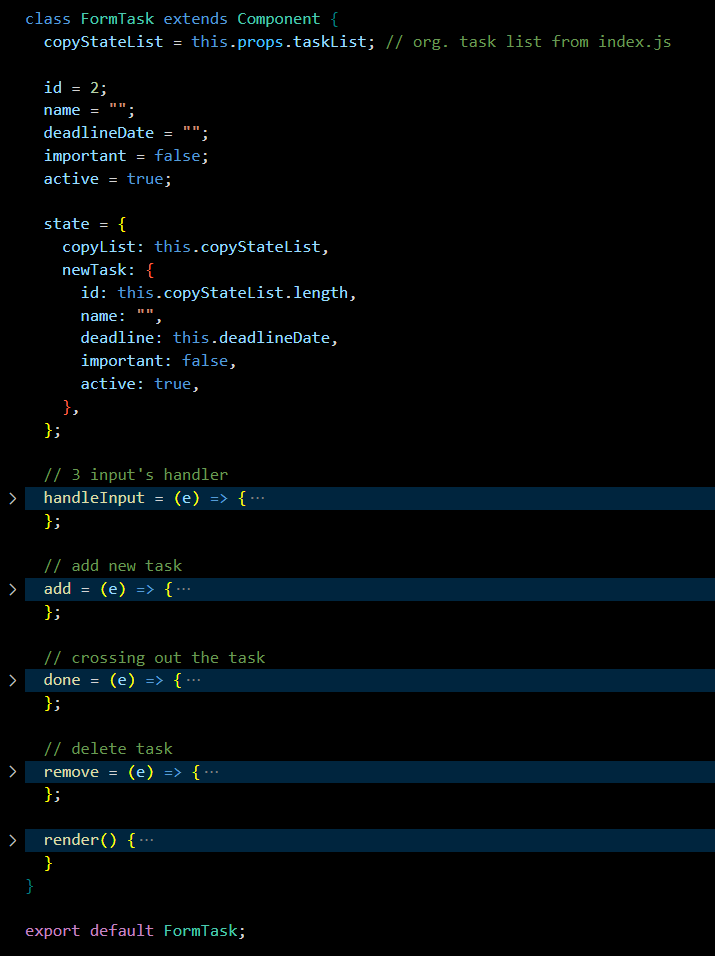 class FormTask extends Component {
copyStateList = this.props.taskList; // org. task list from index.js
id = 2;
name = "";
deadlineDate = "";
important = false;
active = true;
state = {
copyList: this.copyStateList,
newTask: {
id: this.copyStateList.length,
name: "",
deadline: this.deadlineDate,
important: false,
active: true,
},
};
// 3 input's handler
handleInput = (e) => {···
};
// add new task
add = (e) => {···
};
// crossing out the task
done = (e) => {···
};
// delete task
remove = (e) => {···
};
render() {···
}
}
export default FormTask;